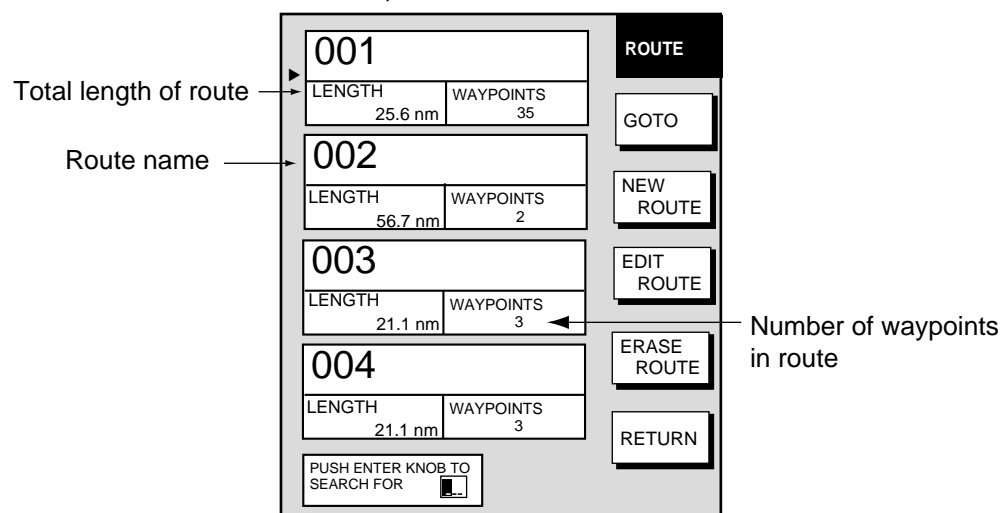 001
LENGTH
25.6 nm
WAYPOINTS
35
002
LENGTH
56.7 nm
WAYPOINTS
2
003
LENGTH
21.1 nm
WAYPOINTS
3
004
LENGTH
21.1 nm
WAYPOINTS
3
PUSH ENTER KNOB TO
SEARCH FOR
ROUTE
GOTO
NEW
ROUTE
EDIT
ROUTE
ERASE
ROUTE
RETURN
Total length of route
Route name
Number of waypoints
in route